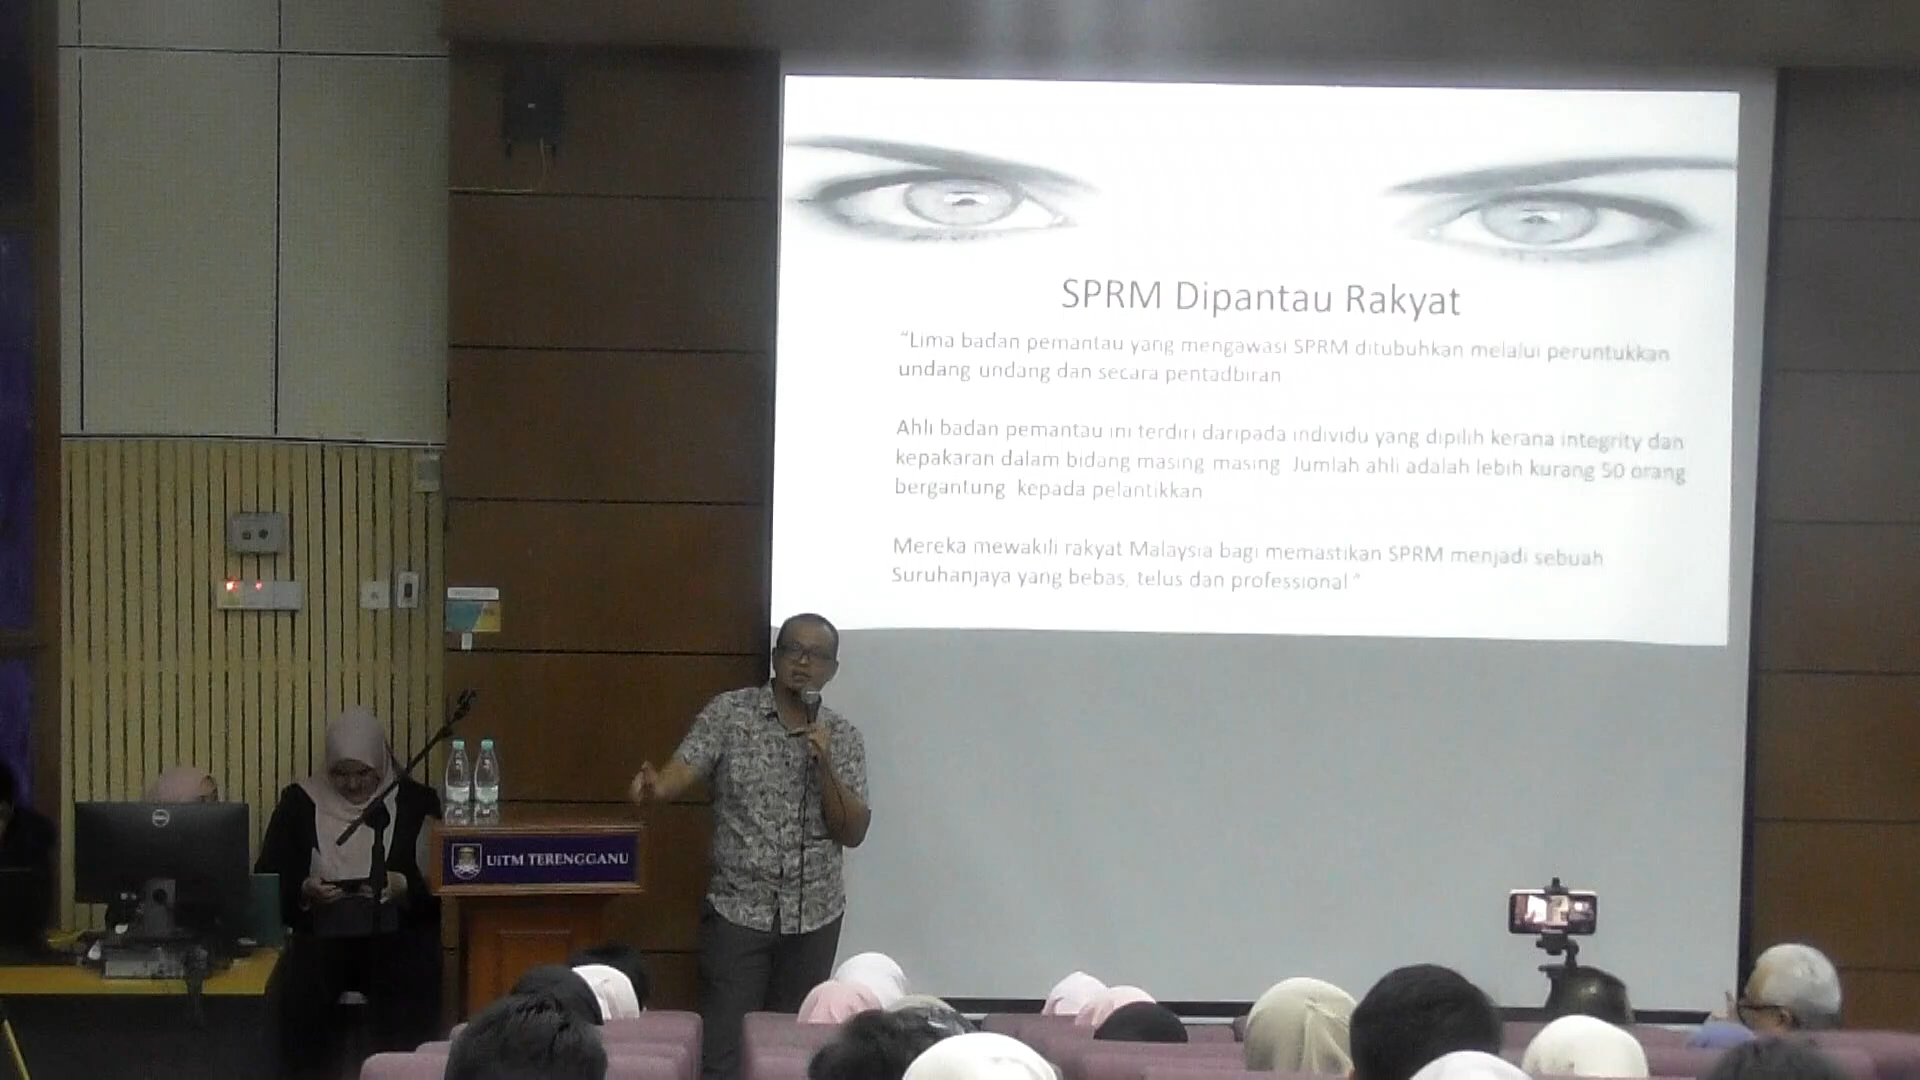 SPRM Dipantau Rakyat
“Lima badan pemantau yang mengawasi SPRM ditubuhkan melalui peruntukkan
undang undang dan secara pentadbiran
Ahli badan pemantau ini terdiri daripada individu yang dipilih kerana integrity dan
kepakaran dalam bidang masing masing Jumlah ahli adalah lebih kurang 50 orang
bergantung kepada pelantikkan
Mereka mewakili rakyat Malaysia bagi memastikan SPRM menjadi sebuah
Suruhanjaya yang bebas, telus dan professional”
DELL
UiTM TERENGGANU